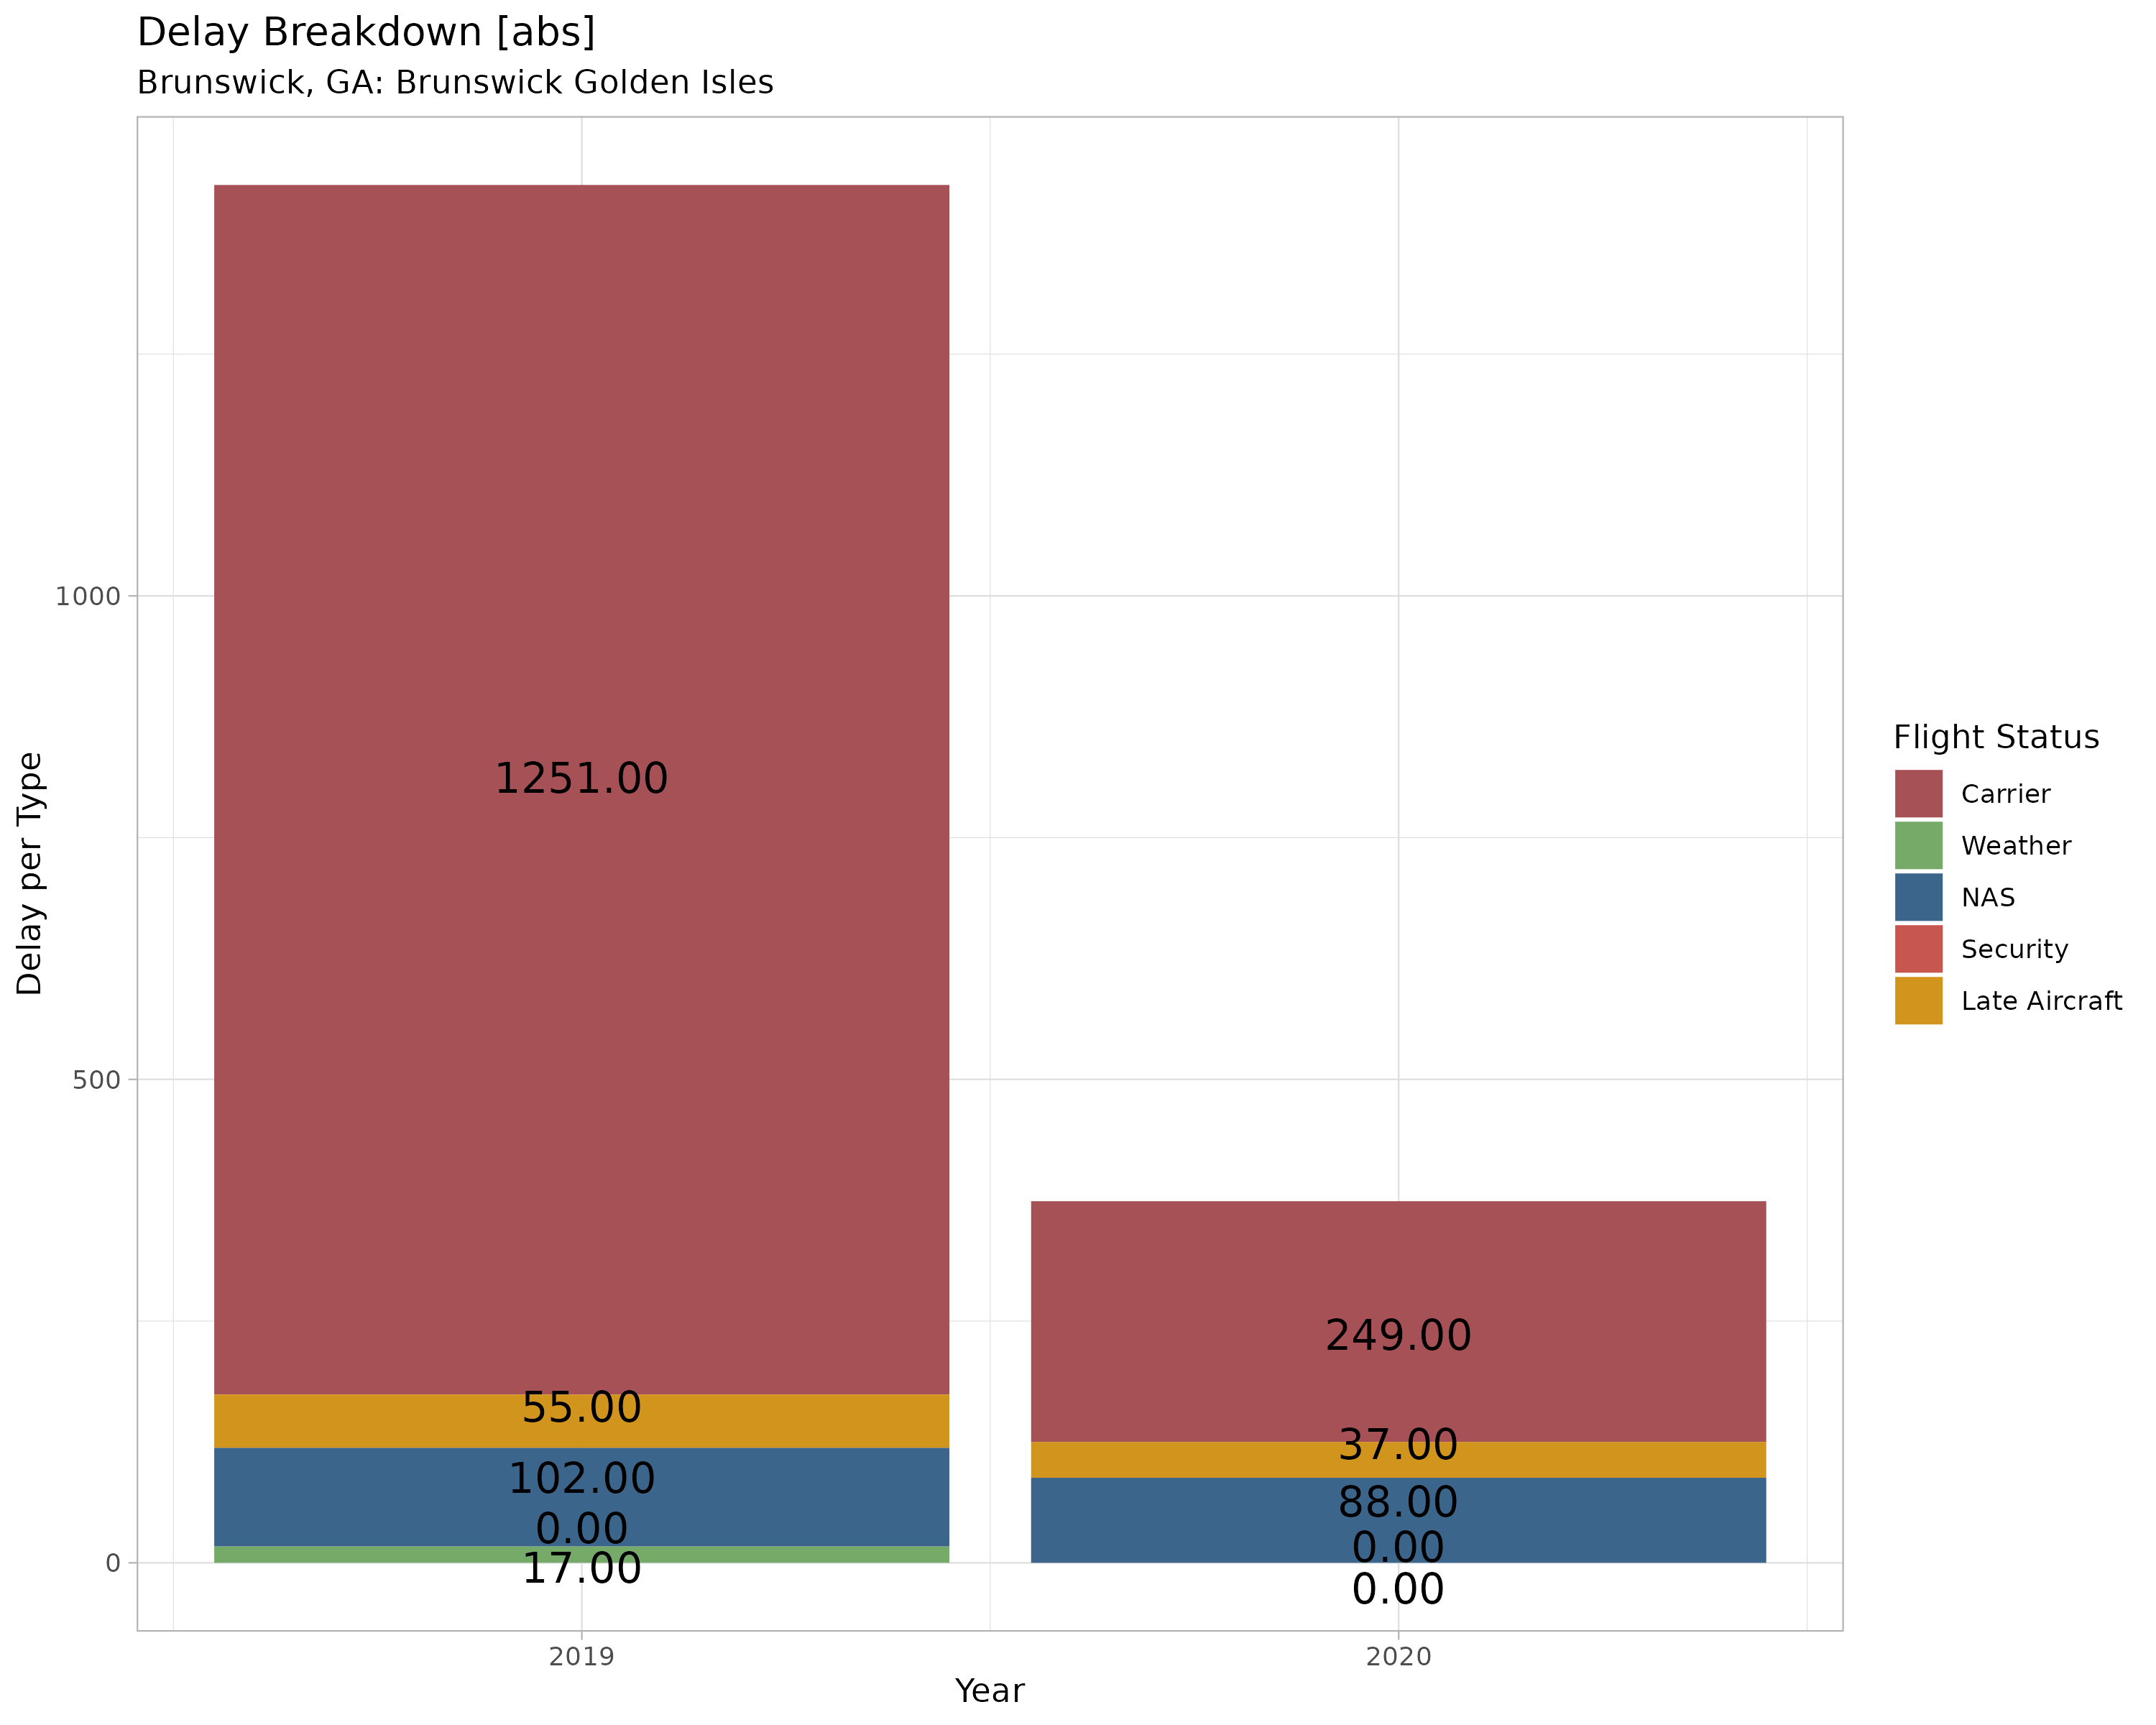 Delay Breakdown [abs]
Brunswick, GA: Brunswick Golden Isles
Delay per Type
1000
500
0
1251.00
55.00
102.00
0.00
17.00
249.00
37.00
88.00
0.00
0.00
2019
2020
Year
Flight Status
Carrier
Weather
NAS
Security
Late Aircraft